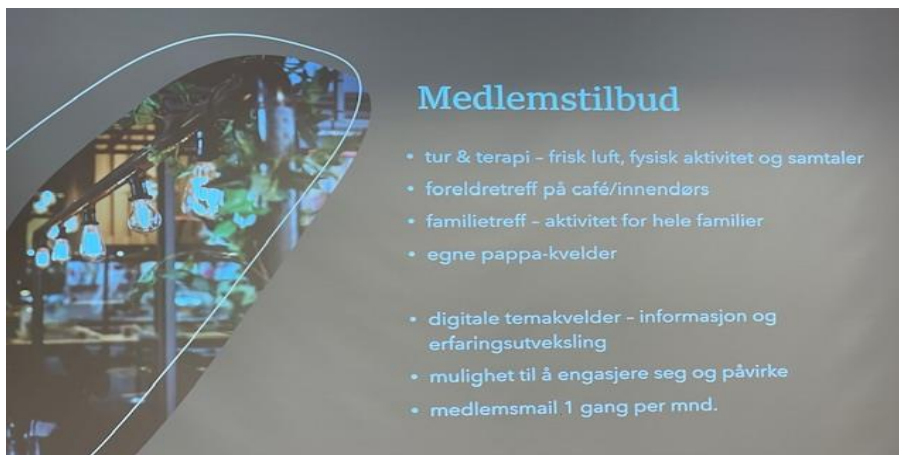 Medlemstilbud
• tur & terapi – frisk luft, fysisk aktivitet og samtaler
• foreldretreff på café/innendørs
• familietreff – aktivitet for hele familier
• egne pappa-kvelder
• digitale temakvelder – informasjon og
erfaringsutveksling
• mulighet til å engasjere seg og påvirke
• medlemsmail 1 gang per mnd.